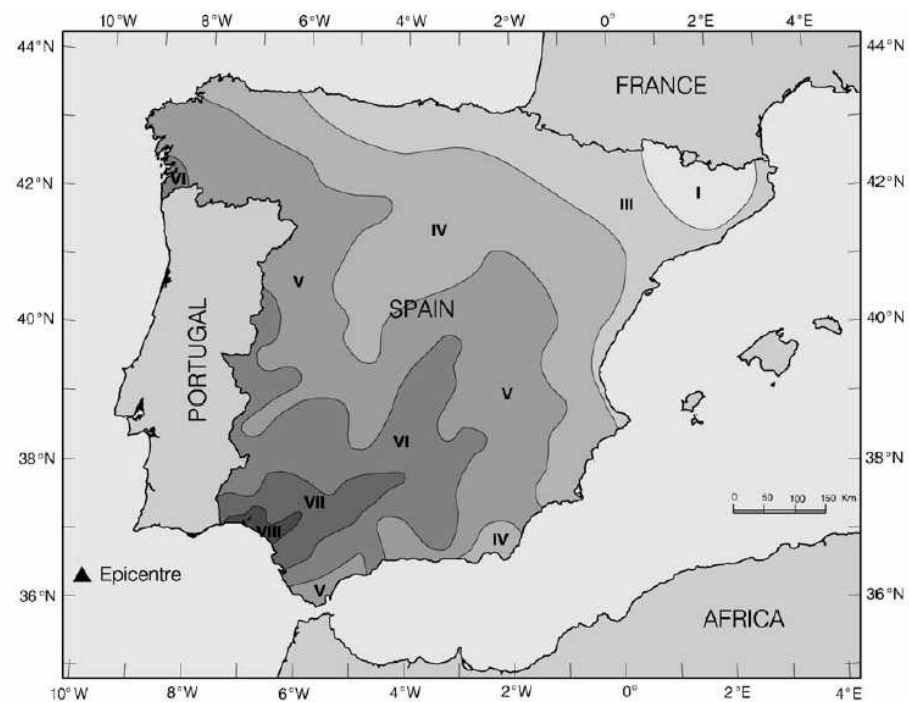 10°W 8°W 6°W 4°W 2°W 0° 2°E 4°E
44°N 44°N
FRANCE
42°N 42°N
VI I
III
IV
V
SPAIN
40°N 40°N
PORTUGAL
V
VI
38°N 38°N
VII
0 50 100 150 Km
VIII
IV
Epicentre
V
36°N 36°N
AFRICA
10°W 8°W 6°W 4°W 2°W 0° 2°E 4°E